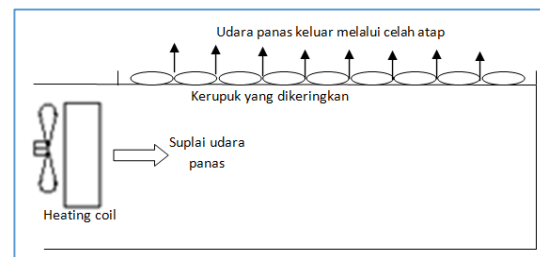 Udara panas keluar melalui celah atap
Kerupuk yang dikeringkan
Suplai udara
panas
Heating coil